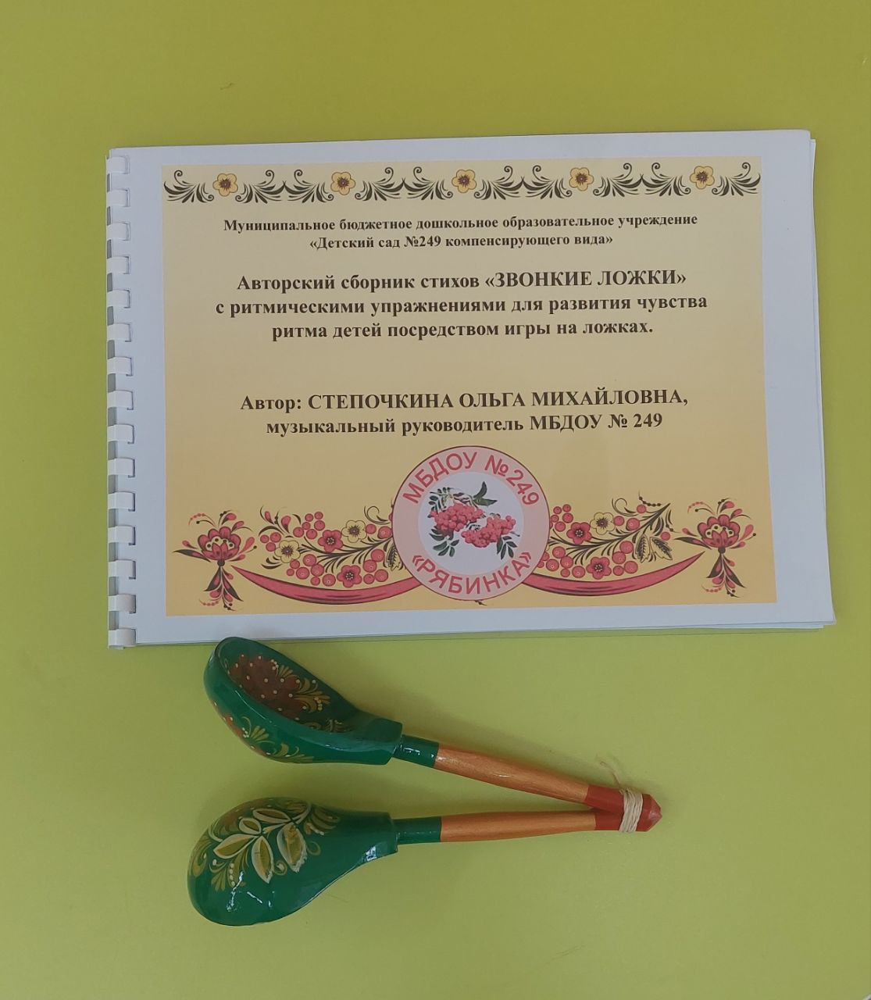 Муниципальное бюджетное дошкольное образовательное учреждение
«Детский сад №249 компенсирующего вида»
Авторский сборник стихов «ЗВОНКИЕ ЛОЖКИ»
с ритмическими упражнениями для развития чувства
ритма детей посредством игры на ложках.
Автор: СТЕПОЧКИНА ОЛЬГА МИХАЙЛОВНА,
музыкальный руководитель МБДОУ № 249
МБДОУ №249
«РЯБИНКА»